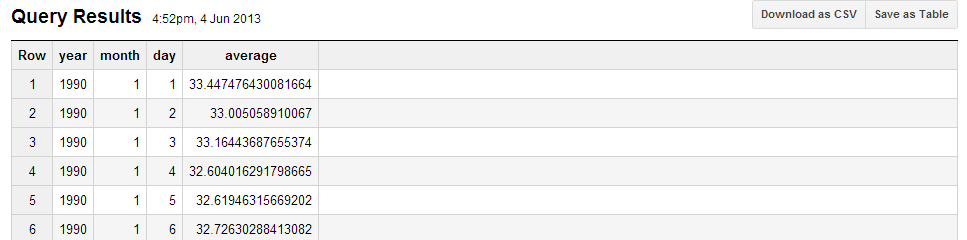 Query Results 4:52pm, 4 Jun 2013 Download as CSV Save as Table
Row year month day average
1 1990 1 1 33.447476430081664
2 1990 1 2 33.005058910067
3 1990 1 3 33.16443687655374
4 1990 1 4 32.604016291798665
5 1990 1 5 32.61946315669202
6 1990 1 6 32.72630288413082